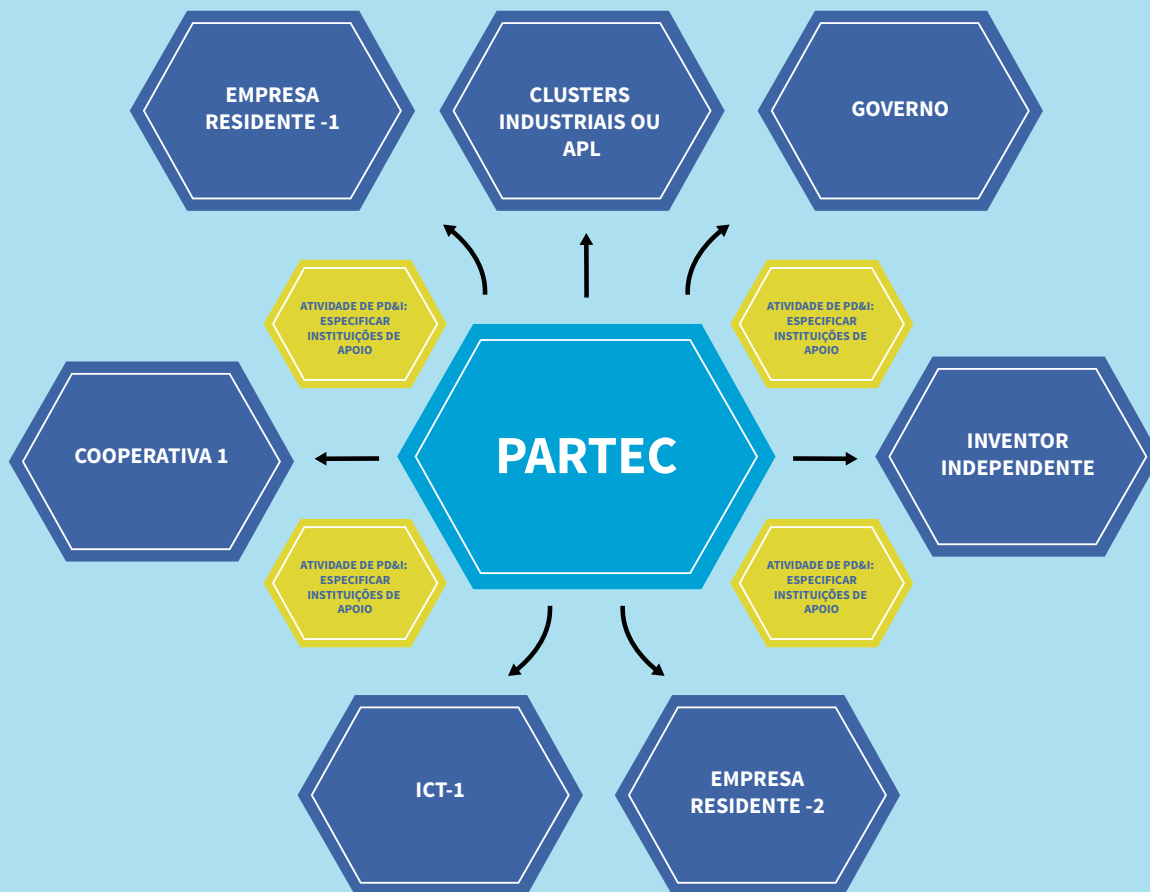 EMPRESA
RESIDENTE -1
CLUSTERS
INDUSTRIAIS OU
APL
GOVERNO
ATIVIDADE DE PD&I:
ESPECIFICAR
INSTITUIÇÕES DE
APOIO
ATIVIDADE DE PD&I:
ESPECIFICAR
INSTITUIÇÕES DE
APOIO
COOPERATIVA 1
PARTEC
INVENTOR
INDEPENDENTE
ATIVIDADE DE PD&I:
ESPECIFICAR
INSTITUIÇÕES DE
APOIO
ATIVIDADE DE PD&I:
ESPECIFICAR
INSTITUIÇÕES DE
APOIO
ICT-1
EMPRESA
RESIDENTE -2